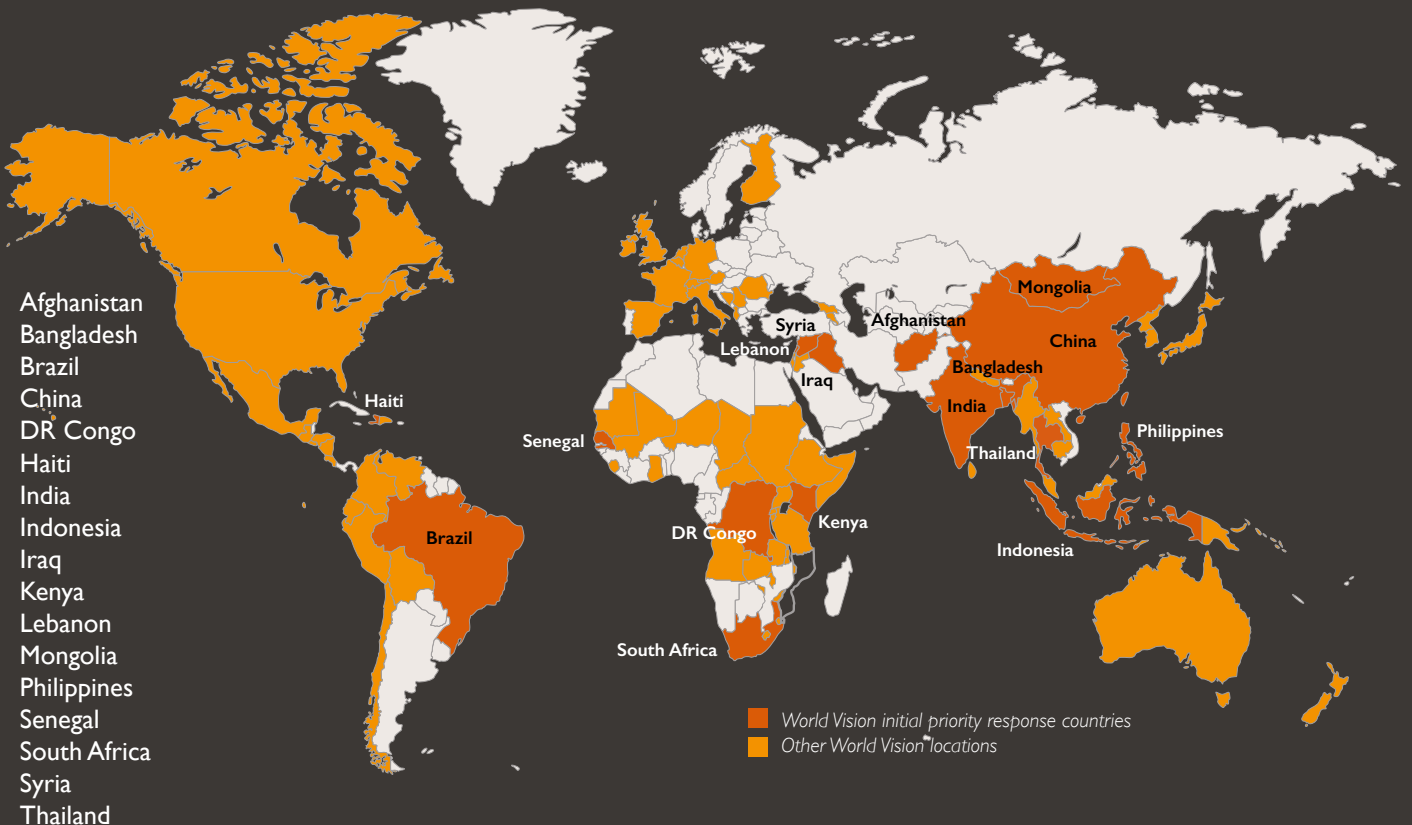 Afghanistan
Bangladesh
Brazil
China
DR Congo
Haiti
India
Indonesia
Iraq
Kenya
Lebanon
Mongolia
Philippines
Senegal
South Africa
Syria
Thailand
Haiti
Brazil
Senegal
DR Congo
Kenya
South Africa
Syria
Lebanon
Iraq
Afghanistan
Mongolia
China
Bangladesh
India
Thailand
Philippines
Indonesia
World Vision initial priority response countries
Other World Vision locations